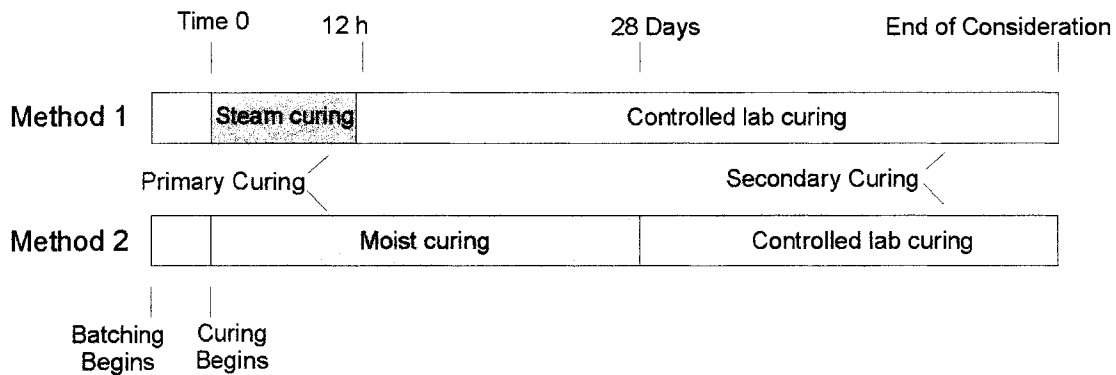 Time 0
12 h
28 Days
End of Consideration
Method 1
Steam curing
Controlled lab curing
Primary Curing
Secondary Curing
Method 2
Moist curing
Controlled lab curing
Batching
Begins
Curing
Begins